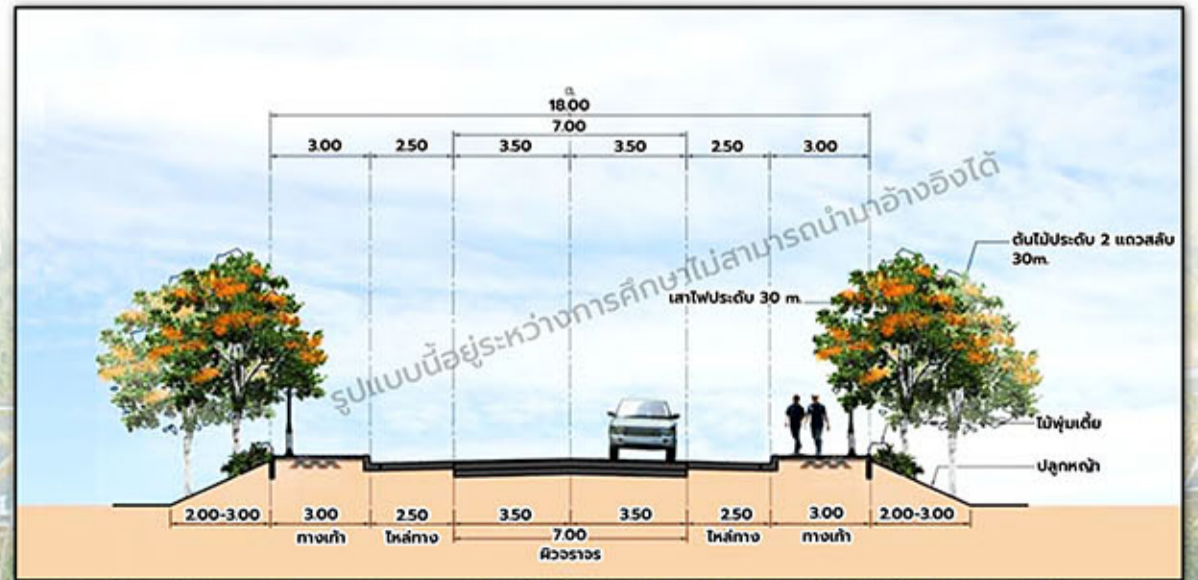 18.00
7.00
3.00 2.50 3.50 3.50 2.50 3.00
รูปแบบนี้อยู่ระหว่างการศึกษาไม่สามารถนำมาอ้างอิงได้
ต้นไม้ประดับ 2 แถวสลับ
30m.
เสาไฟประดับ 30 m.
ไม้พุ่มเตี้ย
ปลูกหญ้า
2.00-3.00 3.00 2.50 3.50 3.50 2.50 3.00 2.00-3.00
ทางเท้า ไหล่ทาง 7.00 ไหล่ทาง ทางเท้า
ผิวจราจร